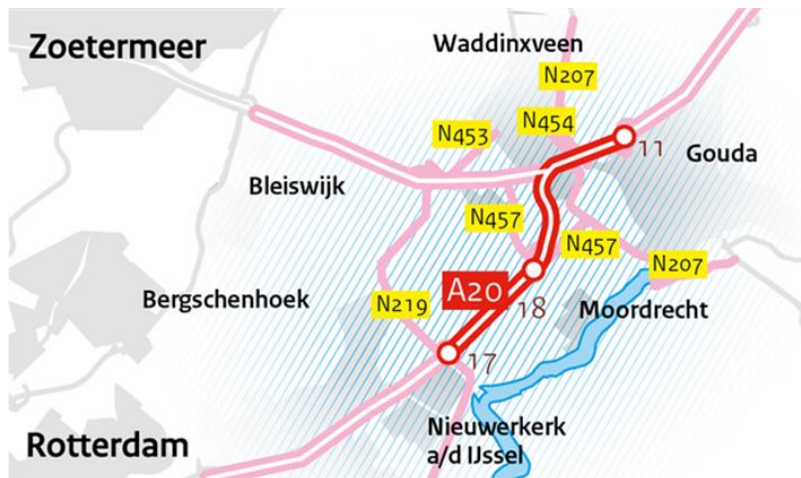 Zoetermeer
Waddinxveen
N207
N453
N454
11
Gouda
Bleiswijk
N457
N457
N207
A20
Bergschenhoek
N219
18
Moordrecht
17
Nieuwerkerk
a/d IJssel
Rotterdam